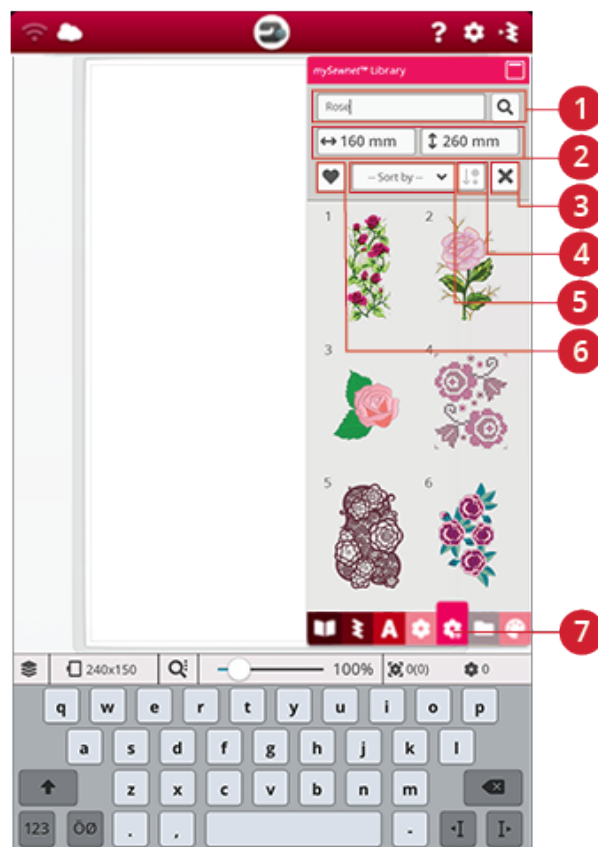 ?
mySewnet™ Library
Rose
1
↔ 160 mm ↕ 260 mm
2
-- Sort by --
3
4
5
6
1 2
3 4
5 6
A
7
240x150 100% 0(0) 0
q w e r t y u i o p
a s d f g h j k l
z x c v b n m
123 ÖØ . , -